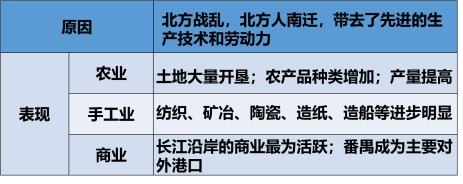 原因
北方战乱，北方人南迁，带去了先进的生
产技术和劳动力
表现
农业
土地大量开垦；农产品种类增加；产量提高
手工业
纺织、矿冶、陶瓷、造纸、造船等进步明显
商业
长江沿岸的商业最为活跃；番禺成为主要对
外港口